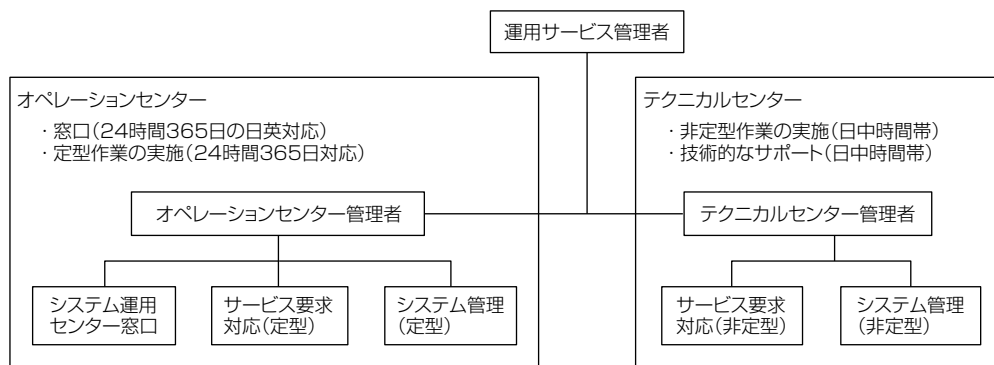 運用サービス管理者
オペレーションセンター
・窓口(24時間365日の日英対応)
・定型作業の実施(24時間365日対応)
オペレーションセンター管理者
システム運用
センター窓口
サービス要求
対応(定型)
システム管理
(定型)
テクニカルセンター
・非定型作業の実施(日中時間帯)
・技術的なサポート(日中時間帯)
テクニカルセンター管理者
サービス要求
対応(非定型)
システム管理
(非定型)